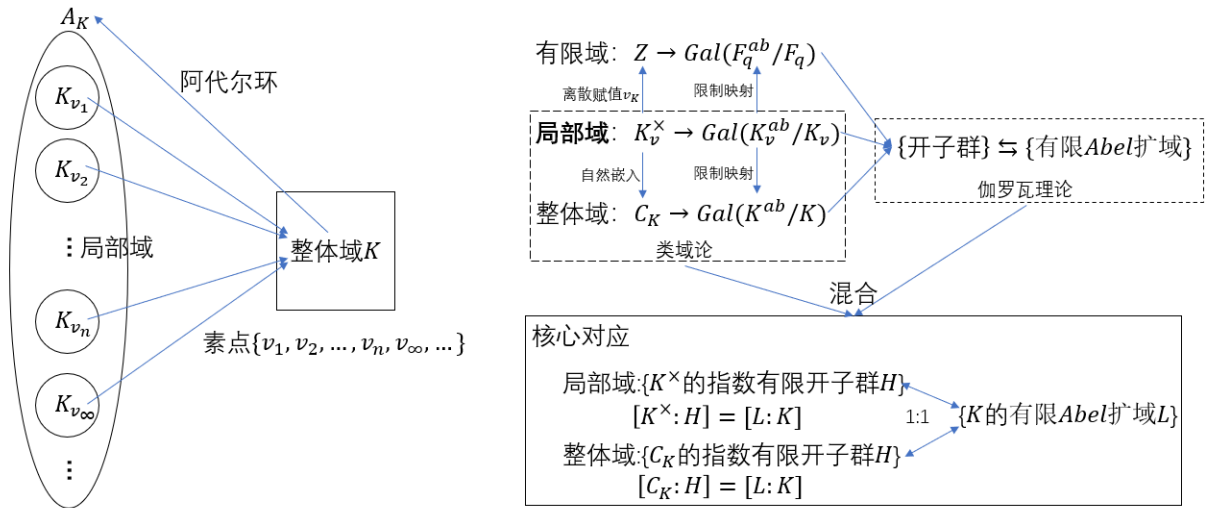 A_K
K_{v_1}
阿代尔环
K_{v_2}
⋮ 局部域
整体域K
K_{v_n}
素点{v_1, v_2, …, v_n, v_∞, …}
K_{v_∞}
⋮
有限域：Z → Gal(F_q^{ab}/F_q)
离散赋值v_K 限制映射
局部域：K_v^× → Gal(K_v^{ab}/K_v)
自然嵌入 限制映射
整体域：C_K → Gal(K^{ab}/K)
类域论
{开子群} ⇆ {有限Abel扩域}
伽罗瓦理论
混合
核心对应
局部域:{K^×的指数有限开子群H}
[K^×: H] = [L: K]
1:1 {K的有限Abel扩域L}
整体域:{C_K的指数有限开子群H}
[C_K: H] = [L: K]